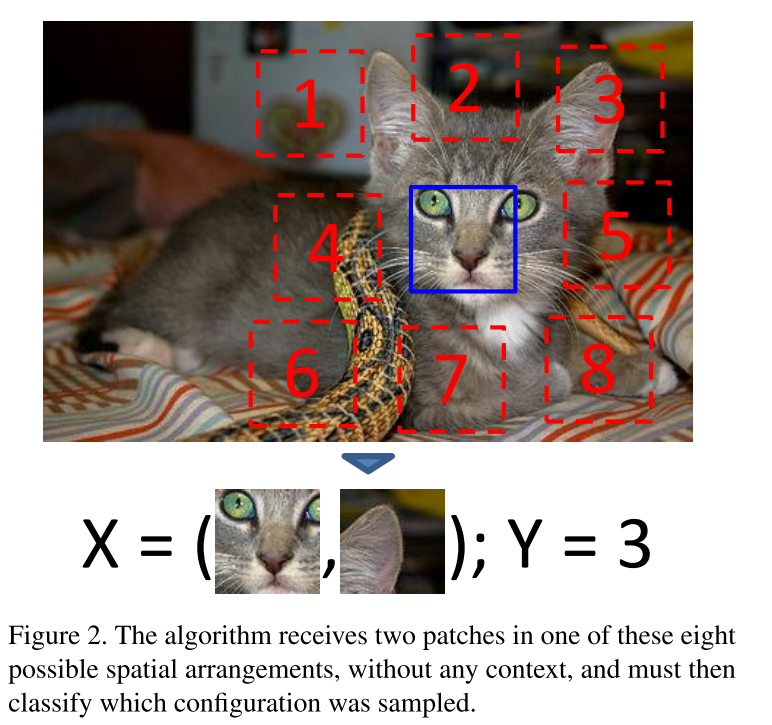 1 2 3
4 5
6 7 8
X = ( , ); Y = 3
Figure 2. The algorithm receives two patches in one of these eight
possible spatial arrangements, without any context, and must then
classify which configuration was sampled.